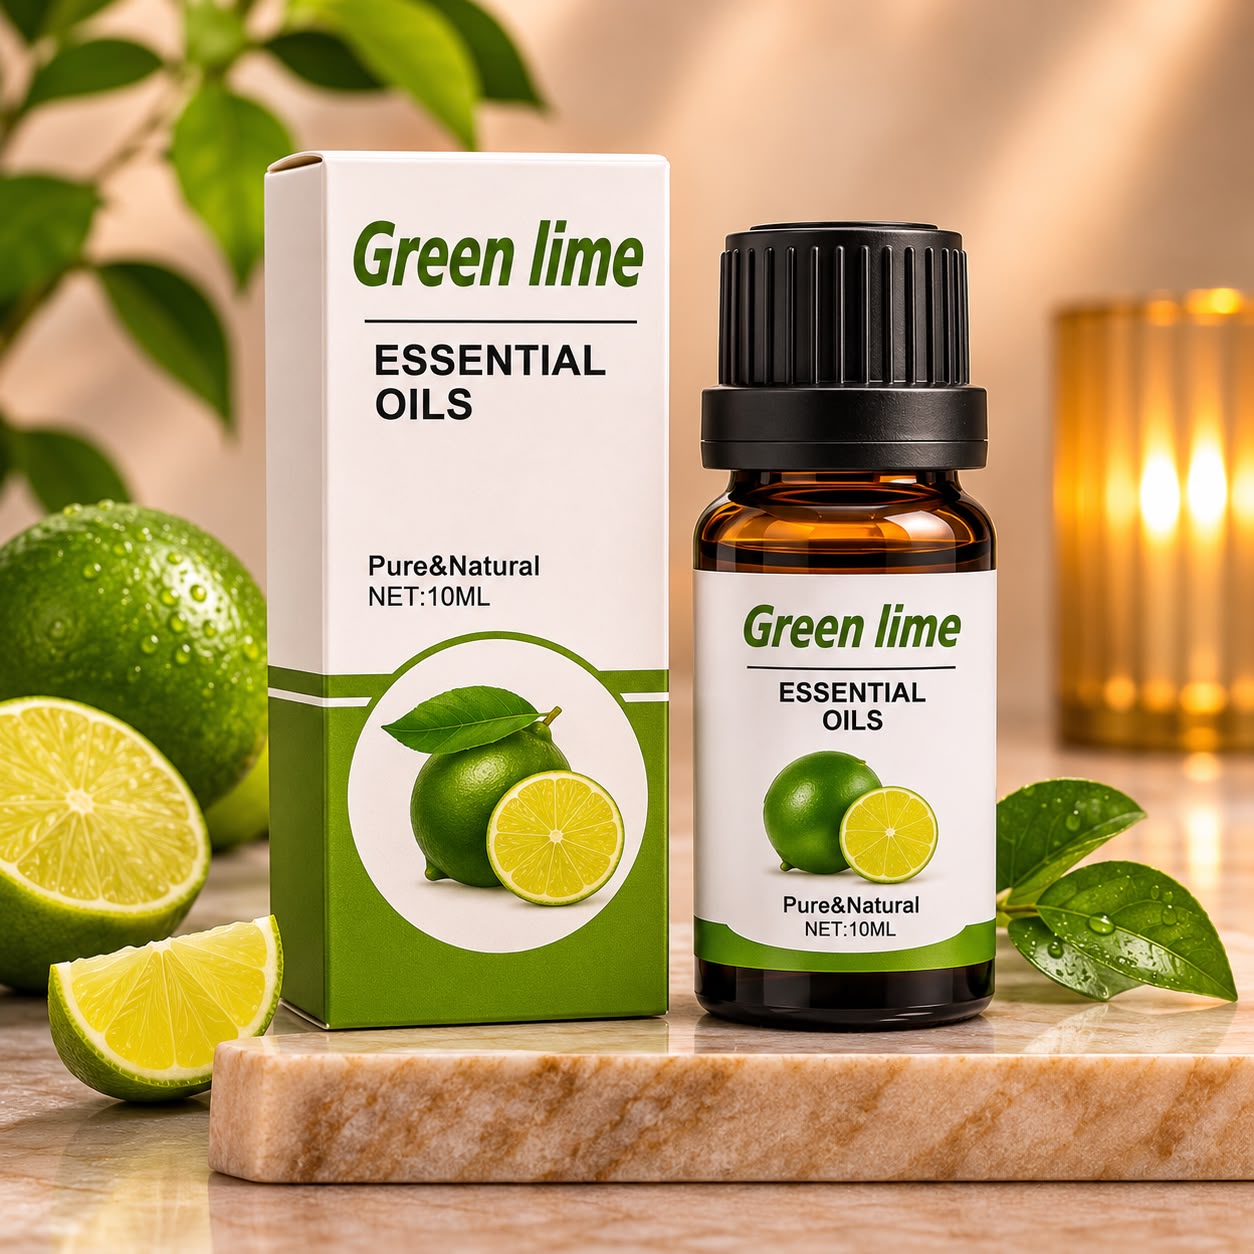 Green lime
ESSENTIAL
OILS
Pure&Natural
NET:10ML
Green lime
ESSENTIAL
OILS
Pure&Natural
NET:10ML